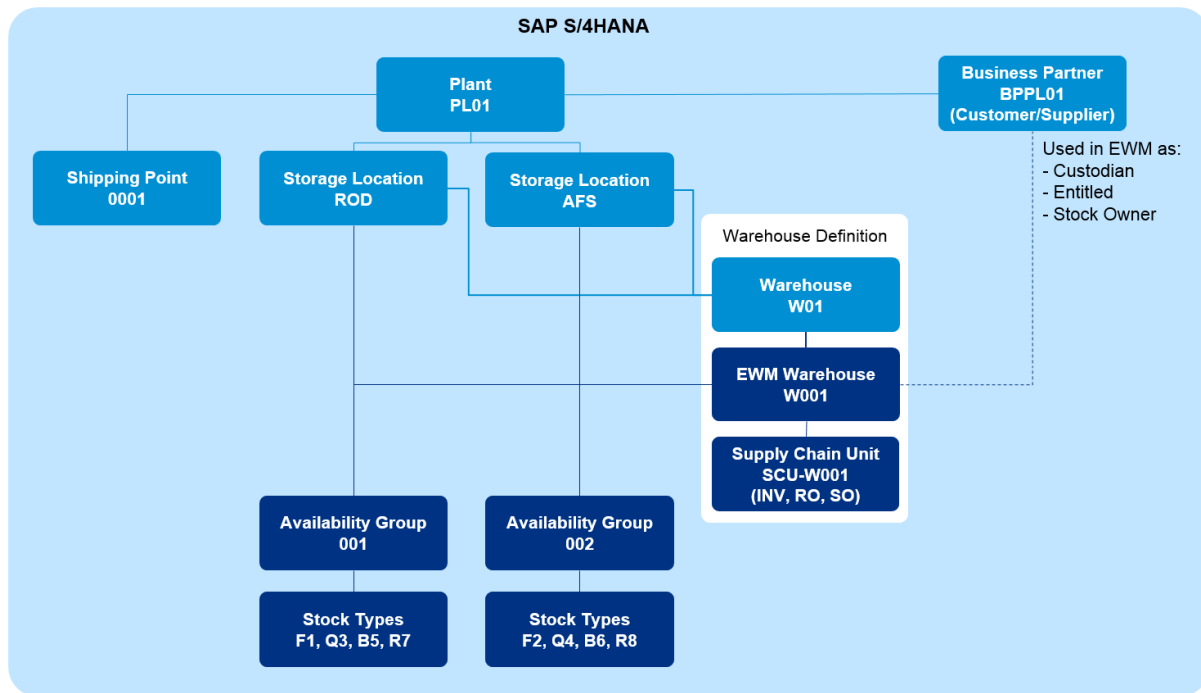 SAP S/4HANA
Plant
PL01
Business Partner
BPPL01
(Customer/Supplier)
Used in EWM as:
- Custodian
- Entitled
- Stock Owner
Shipping Point
0001
Storage Location
ROD
Storage Location
AFS
Warehouse Definition
Warehouse
W01
EWM Warehouse
W001
Supply Chain Unit
SCU-W001
(INV, RO, SO)
Availability Group
001
Availability Group
002
Stock Types
F1, Q3, B5, R7
Stock Types
F2, Q4, B6, R8